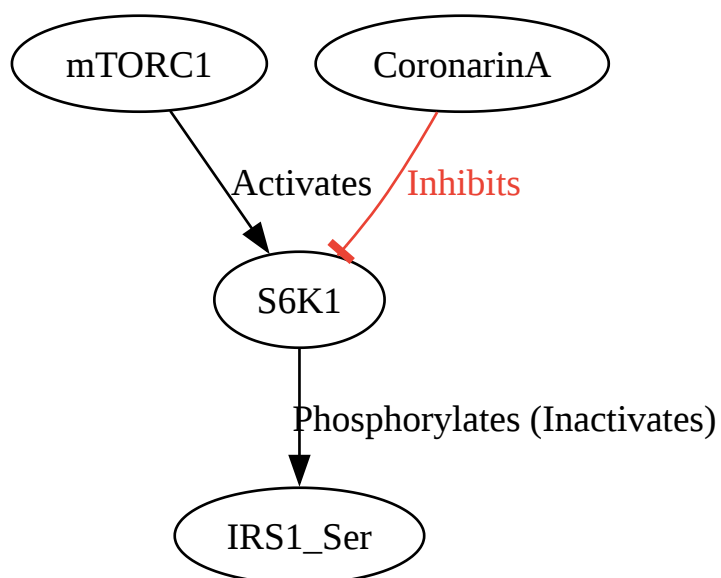 mTORC1
CoronarinA
Activates
Inhibits
S6K1
Phosphorylates (Inactivates)
IRS1_Ser